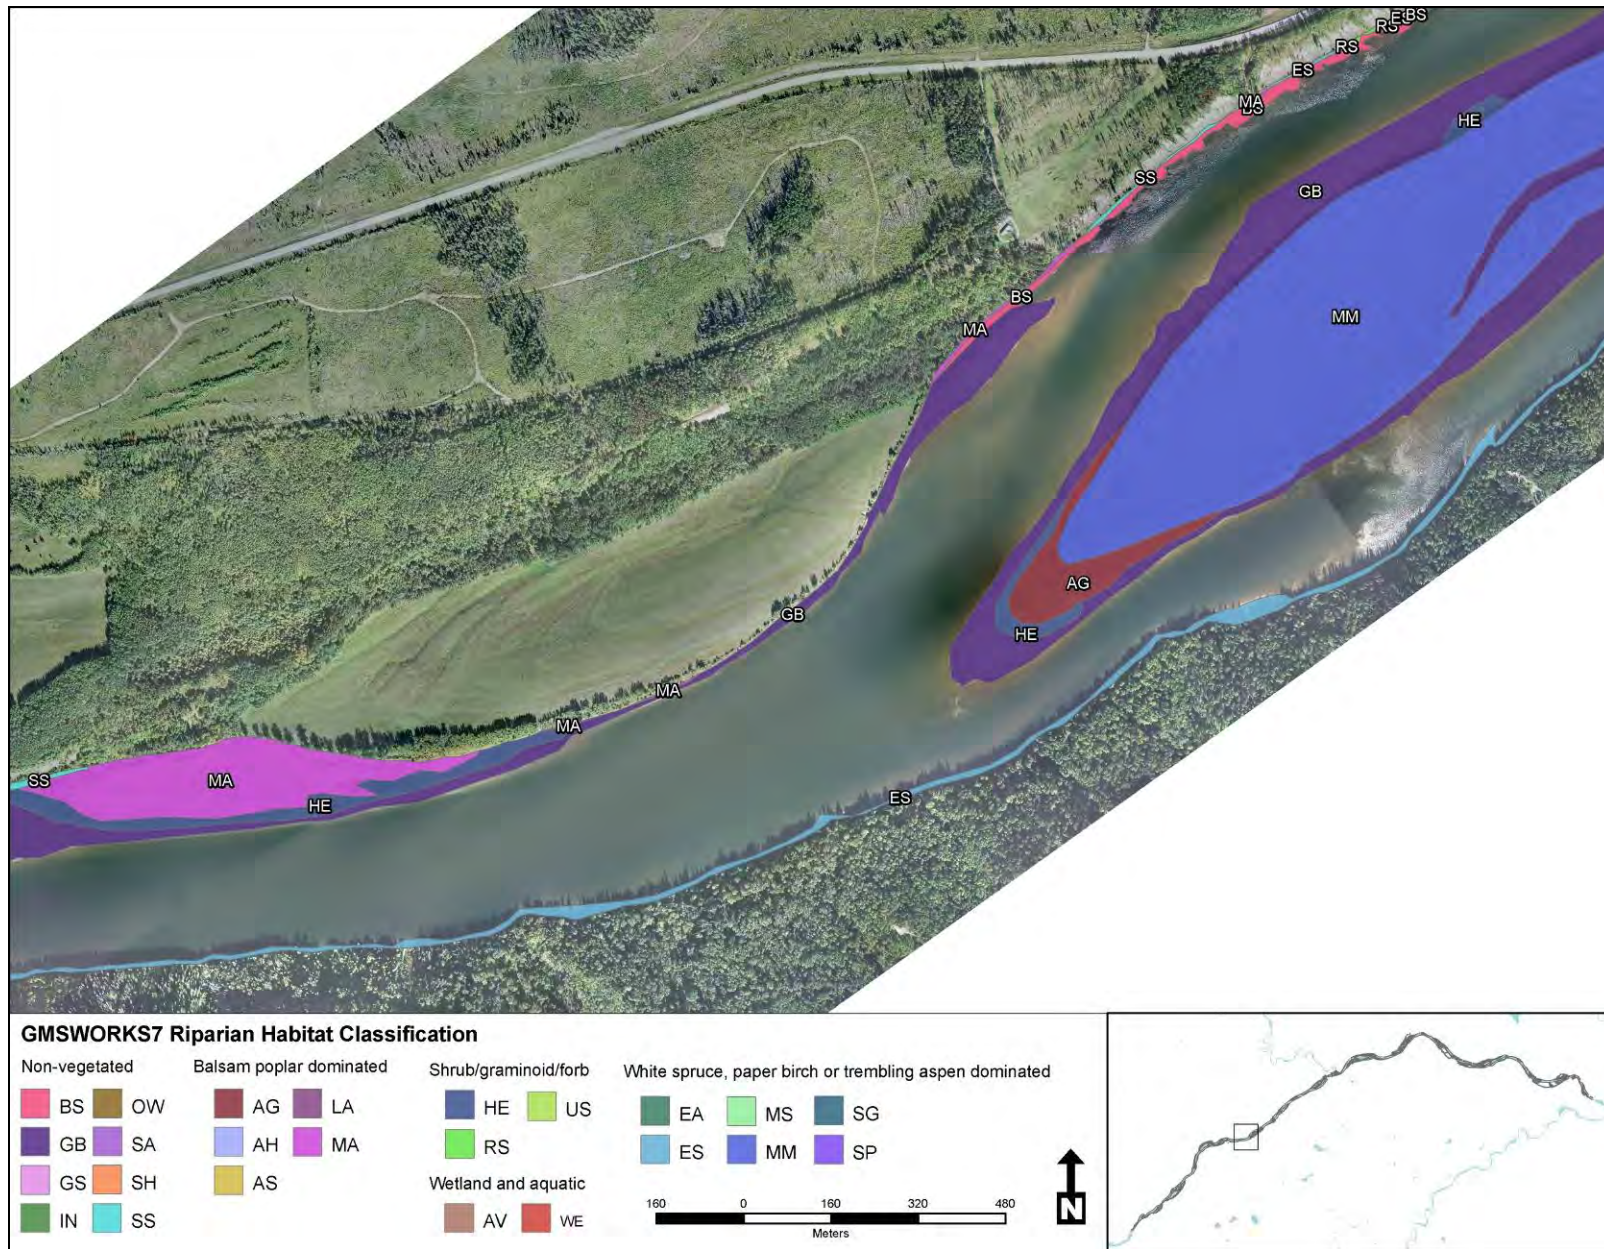 BS
ES
RS
RS
ES
MA
HE
SS
GB
BS
MM
MA
AG
GB
HE
MA
MA
SS
MA
ES
HE
GMSWORKS7 Riparian Habitat Classification
Non-vegetated
BS OW
GB SA
GS SH
IN SS
Balsam poplar dominated
AG LA
AH MA
AS
Shrub/graminoid/forb
HE US
RS
Wetland and aquatic
AV WE
White spruce, paper birch or trembling aspen dominated
EA MS SG
ES MM SP
160 0 160 320 480
Meters
N